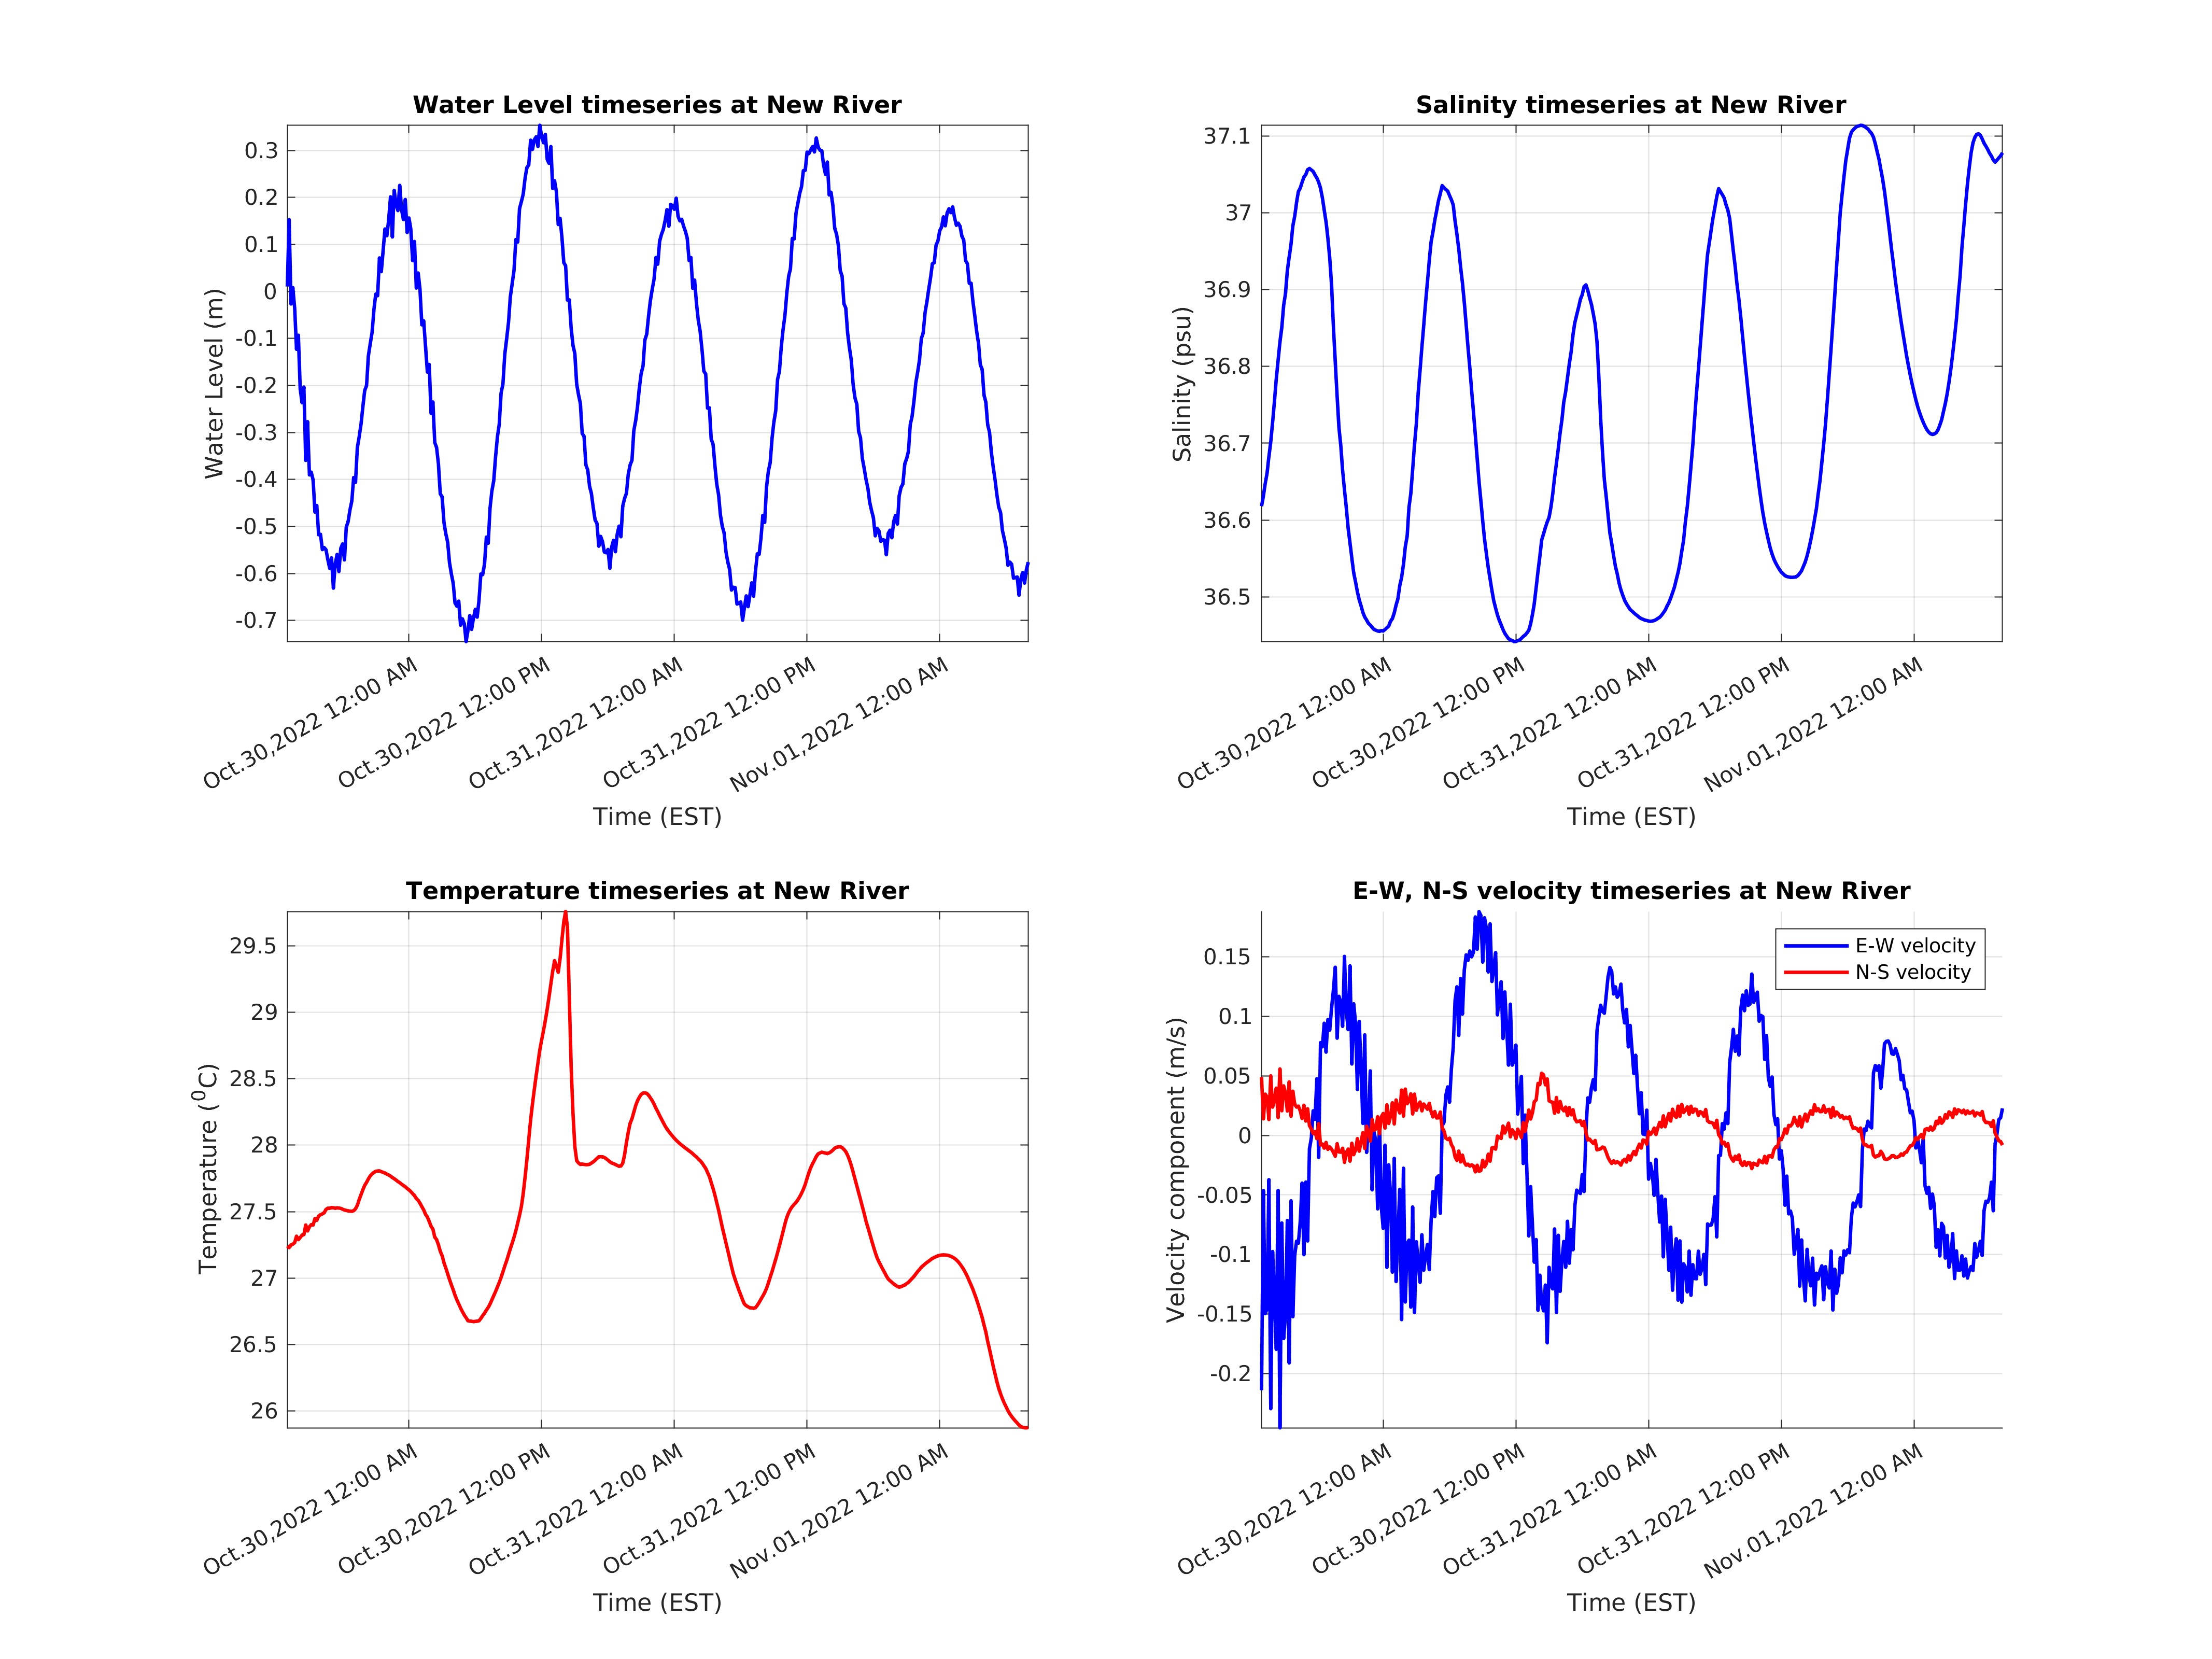 Water Level timeseries at New River
Water Level (m)
0.3
0.2
0.1
0
-0.1
-0.2
-0.3
-0.4
-0.5
-0.6
-0.7
Oct.30,2022 12:00 AM
Oct.30,2022 12:00 PM
Oct.31,2022 12:00 AM
Oct.31,2022 12:00 PM
Nov.01,2022 12:00 AM
Time (EST)
Salinity timeseries at New River
Salinity (psu)
37.1
37
36.9
36.8
36.7
36.6
36.5
Oct.30,2022 12:00 AM
Oct.30,2022 12:00 PM
Oct.31,2022 12:00 AM
Oct.31,2022 12:00 PM
Nov.01,2022 12:00 AM
Time (EST)
Temperature timeseries at New River
Temperature (⁰C)
29.5
29
28.5
28
27.5
27
26.5
26
Oct.30,2022 12:00 AM
Oct.30,2022 12:00 PM
Oct.31,2022 12:00 AM
Oct.31,2022 12:00 PM
Nov.01,2022 12:00 AM
Time (EST)
E-W, N-S velocity timeseries at New River
Velocity component (m/s)
0.15
0.1
0.05
0
-0.05
-0.1
-0.15
-0.2
E-W velocity
N-S velocity
Oct.30,2022 12:00 AM
Oct.30,2022 12:00 PM
Oct.31,2022 12:00 AM
Oct.31,2022 12:00 PM
Nov.01,2022 12:00 AM
Time (EST)